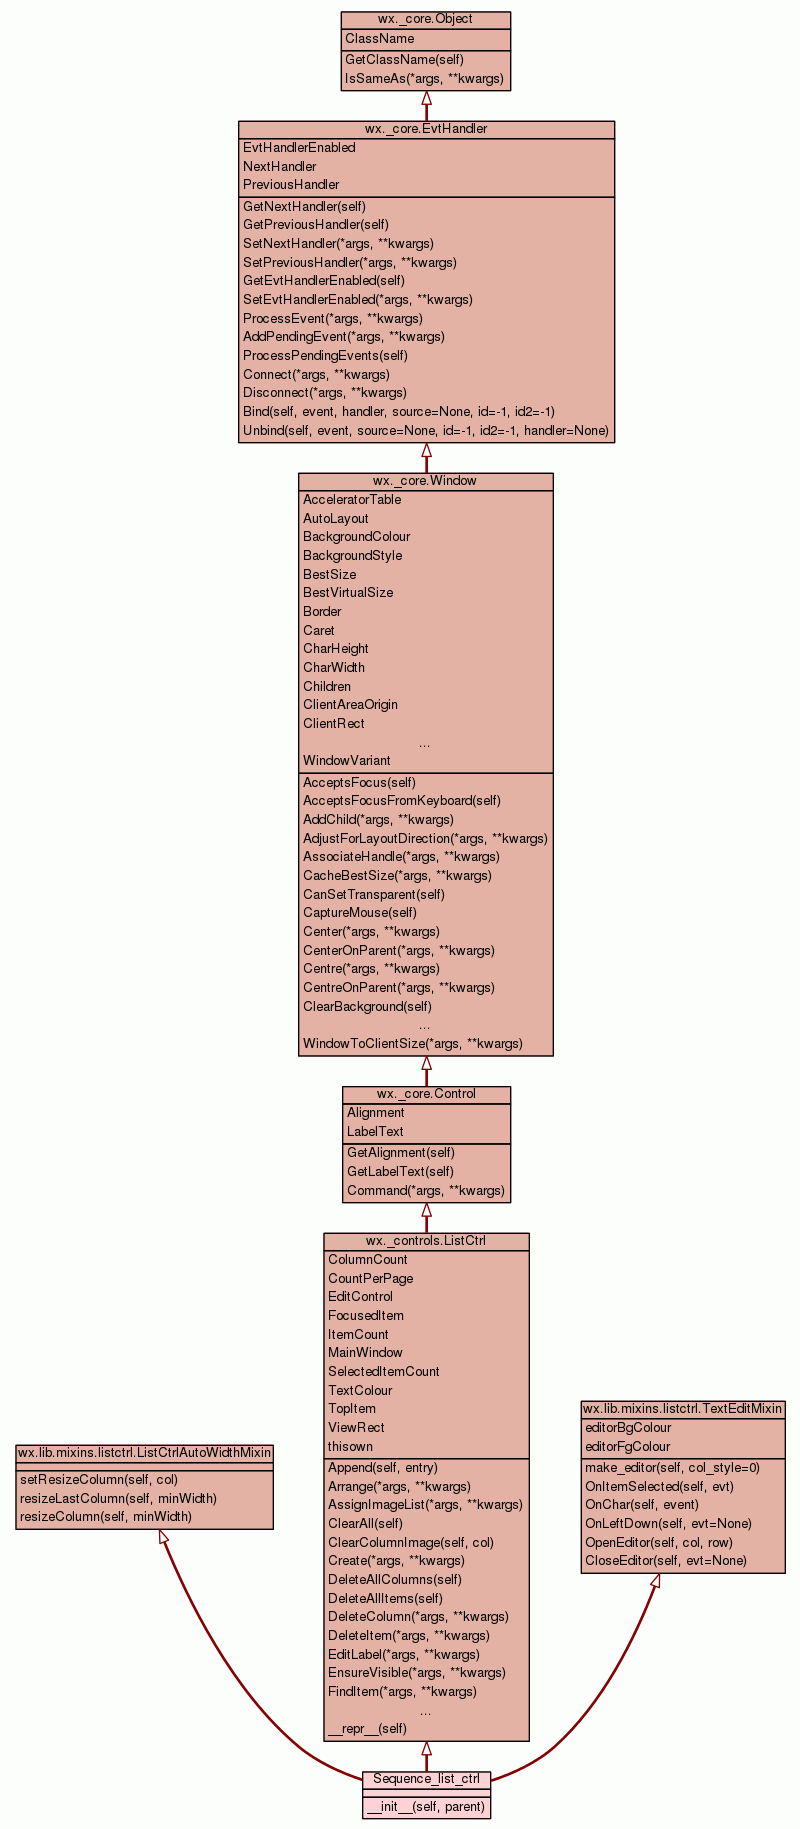 wx._core.Object
ClassName
GetClassName(self)
IsSameAs(*args, **kwargs)
wx._core.EvtHandler
EvtHandlerEnabled
NextHandler
PreviousHandler
GetNextHandler(self)
GetPreviousHandler(self)
SetNextHandler(*args, **kwargs)
SetPreviousHandler(*args, **kwargs)
GetEvtHandlerEnabled(self)
SetEvtHandlerEnabled(*args, **kwargs)
ProcessEvent(*args, **kwargs)
AddPendingEvent(*args, **kwargs)
ProcessPendingEvents(self)
Connect(*args, **kwargs)
Disconnect(*args, **kwargs)
Bind(self, event, handler, source=None, id=-1, id2=-1)
Unbind(self, event, source=None, id=-1, id2=-1, handler=None)
wx._core.Window
AcceleratorTable
AutoLayout
BackgroundColour
BackgroundStyle
BestSize
BestVirtualSize
Border
Caret
CharHeight
CharWidth
Children
ClientAreaOrigin
ClientRect
...
WindowVariant
AcceptsFocus(self)
AcceptsFocusFromKeyboard(self)
AddChild(*args, **kwargs)
AdjustForLayoutDirection(*args, **kwargs)
AssociateHandle(*args, **kwargs)
CacheBestSize(*args, **kwargs)
CanSetTransparent(self)
CaptureMouse(self)
Center(*args, **kwargs)
CenterOnParent(*args, **kwargs)
Centre(*args, **kwargs)
CentreOnParent(*args, **kwargs)
ClearBackground(self)
...
WindowToClientSize(*args, **kwargs)
wx._core.Control
Alignment
LabelText
GetAlignment(self)
GetLabelText(self)
Command(*args, **kwargs)
wx._controls.ListCtrl
ColumnCount
CountPerPage
EditControl
FocusedItem
ItemCount
MainWindow
SelectedItemCount
TextColour
TopItem
ViewRect
thisown
Append(self, entry)
Arrange(*args, **kwargs)
AssignImageList(*args, **kwargs)
ClearAll(self)
ClearColumnImage(self, col)
Create(*args, **kwargs)
DeleteAllColumns(self)
DeleteAllItems(self)
DeleteColumn(*args, **kwargs)
DeleteItem(*args, **kwargs)
EditLabel(*args, **kwargs)
EnsureVisible(*args, **kwargs)
FindItem(*args, **kwargs)
...
__repr__(self)
wx.lib.mixins.listctrl.ListCtrlAutoWidthMixin
setResizeColumn(self, col)
resizeLastColumn(self, minWidth)
resizeColumn(self, minWidth)
wx.lib.mixins.listctrl.TextEditMixin
editorBgColour
editorFgColour
make_editor(self, col_style=0)
OnItemSelected(self, evt)
OnChar(self, event)
OnLeftDown(self, evt=None)
OpenEditor(self, col, row)
CloseEditor(self, evt=None)
Sequence_list_ctrl
__init__(self, parent)